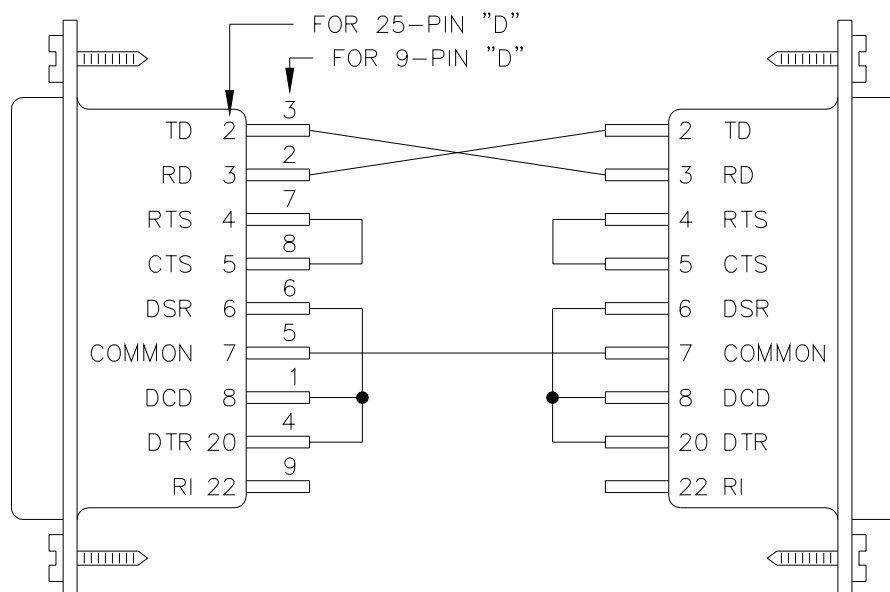 FOR 25-PIN "D"
FOR 9-PIN "D"
3
TD 2 2 TD
2
RD 3 3 RD
7
RTS 4 4 RTS
8
CTS 5 5 CTS
6
DSR 6 6 DSR
5
COMMON 7 7 COMMON
1
DCD 8 8 DCD
4
DTR 20 20 DTR
9
RI 22 22 RI